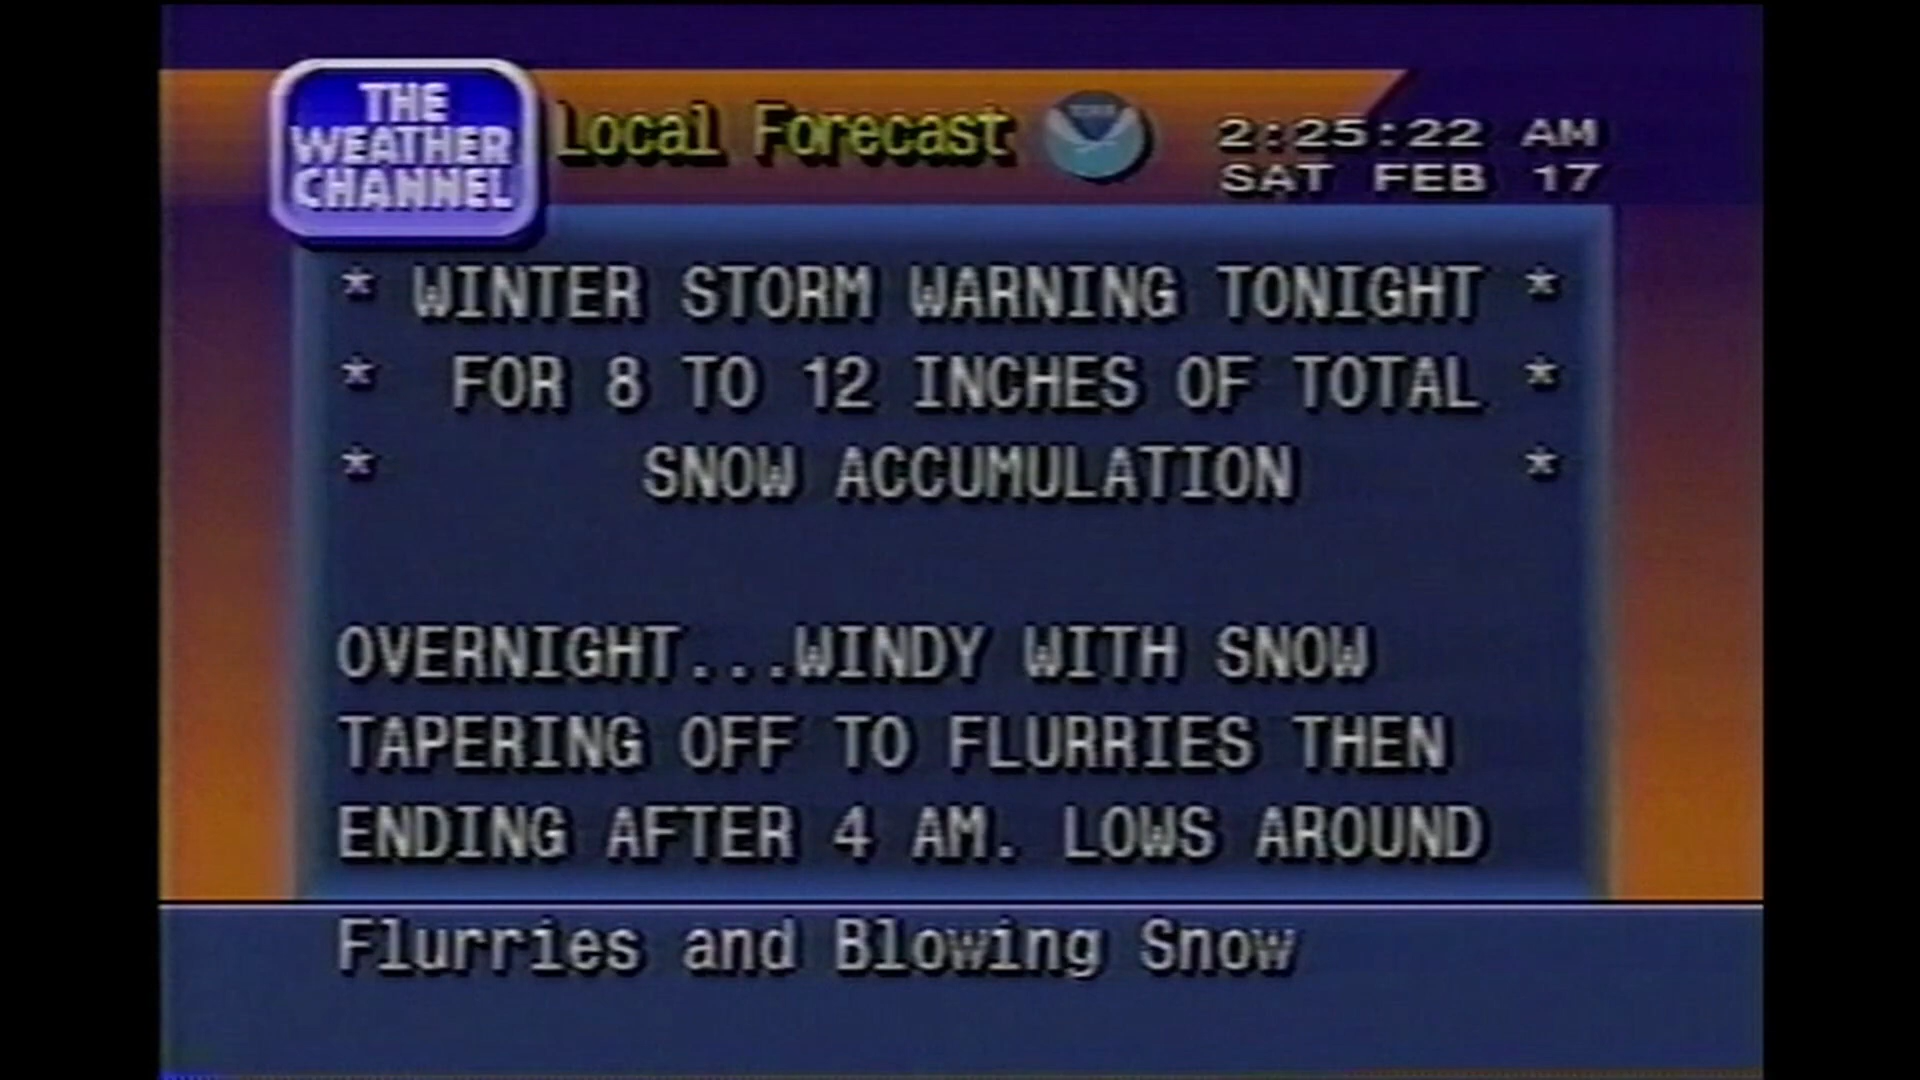 THE
WEATHER
CHANNEL
Local Forecast
2:25:22 AM
SAT FEB 17
* WINTER STORM WARNING TONIGHT *
* FOR 8 TO 12 INCHES OF TOTAL *
* SNOW ACCUMULATION *
OVERNIGHT...WINDY WITH SNOW
TAPERING OFF TO FLURRIES THEN
ENDING AFTER 4 AM. LOWS AROUND
Flurries and Blowing Snow